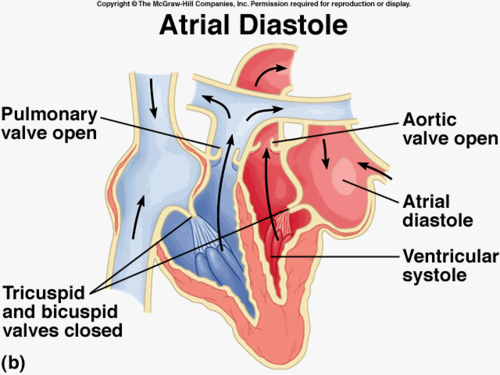 Copyright © The McGraw-Hill Companies, Inc. Permission required for reproduction or display.
Atrial Diastole
Pulmonary
valve open
Aortic
valve open
Atrial
diastole
Ventricular
systole
Tricuspid
and bicuspid
valves closed
(b)